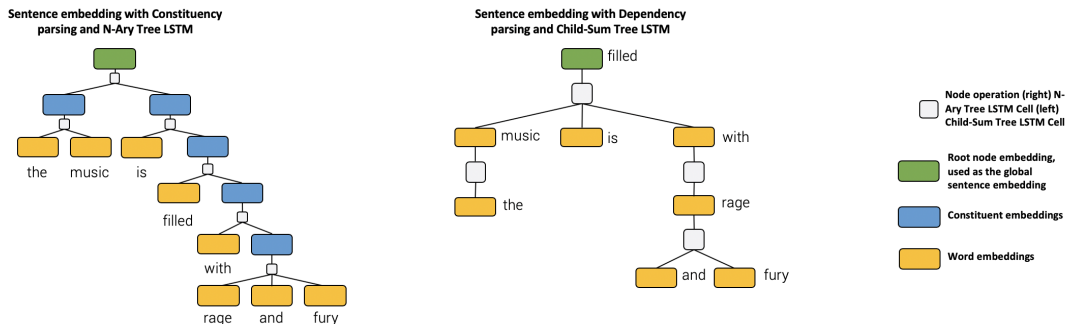 Sentence embedding with Constituency
parsing and N-Ary Tree LSTM
the music is
filled
with
rage and fury
Sentence embedding with Dependency
parsing and Child-Sum Tree LSTM
filled
music is with
the rage
and fury
Node operation (right) N-
Ary Tree LSTM Cell (left)
Child-Sum Tree LSTM Cell
Root node embedding,
used as the global
sentence embedding
Constituent embeddings
Word embeddings